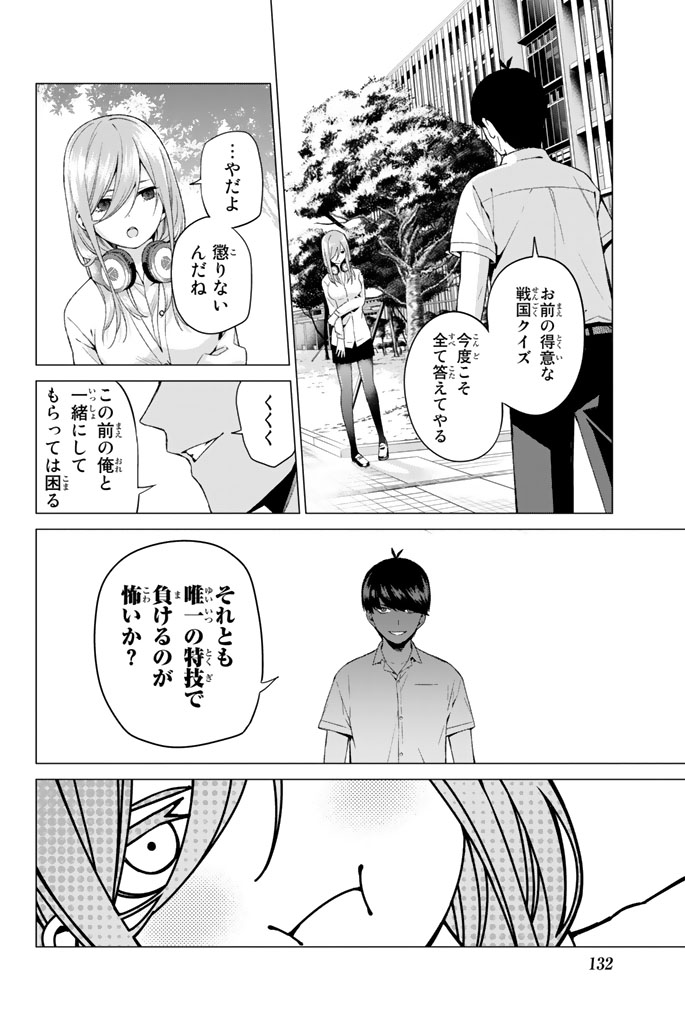 お前の得意な
戦国クイズ
今度こそ
全て答えてやる
…やだよ
懲りない
んだね
くくく
この前の俺と
一緒にして
もらっては困る
それとも
唯一の特技で
負けるのが
怖いか？
132